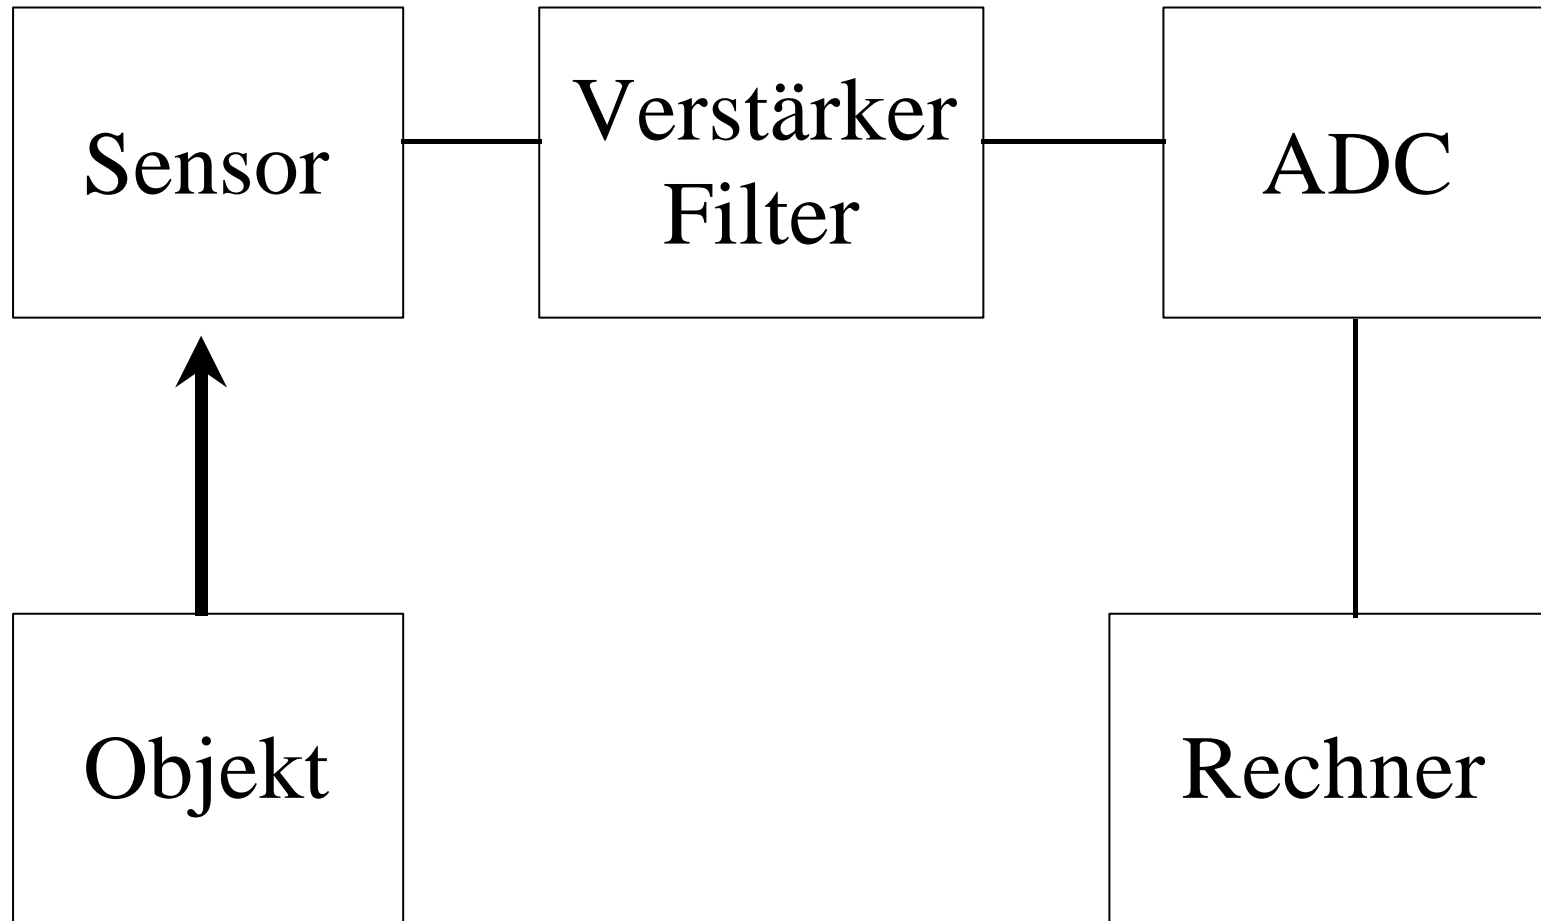 Sensor
Verstärker
Filter
ADC
Objekt
Rechner